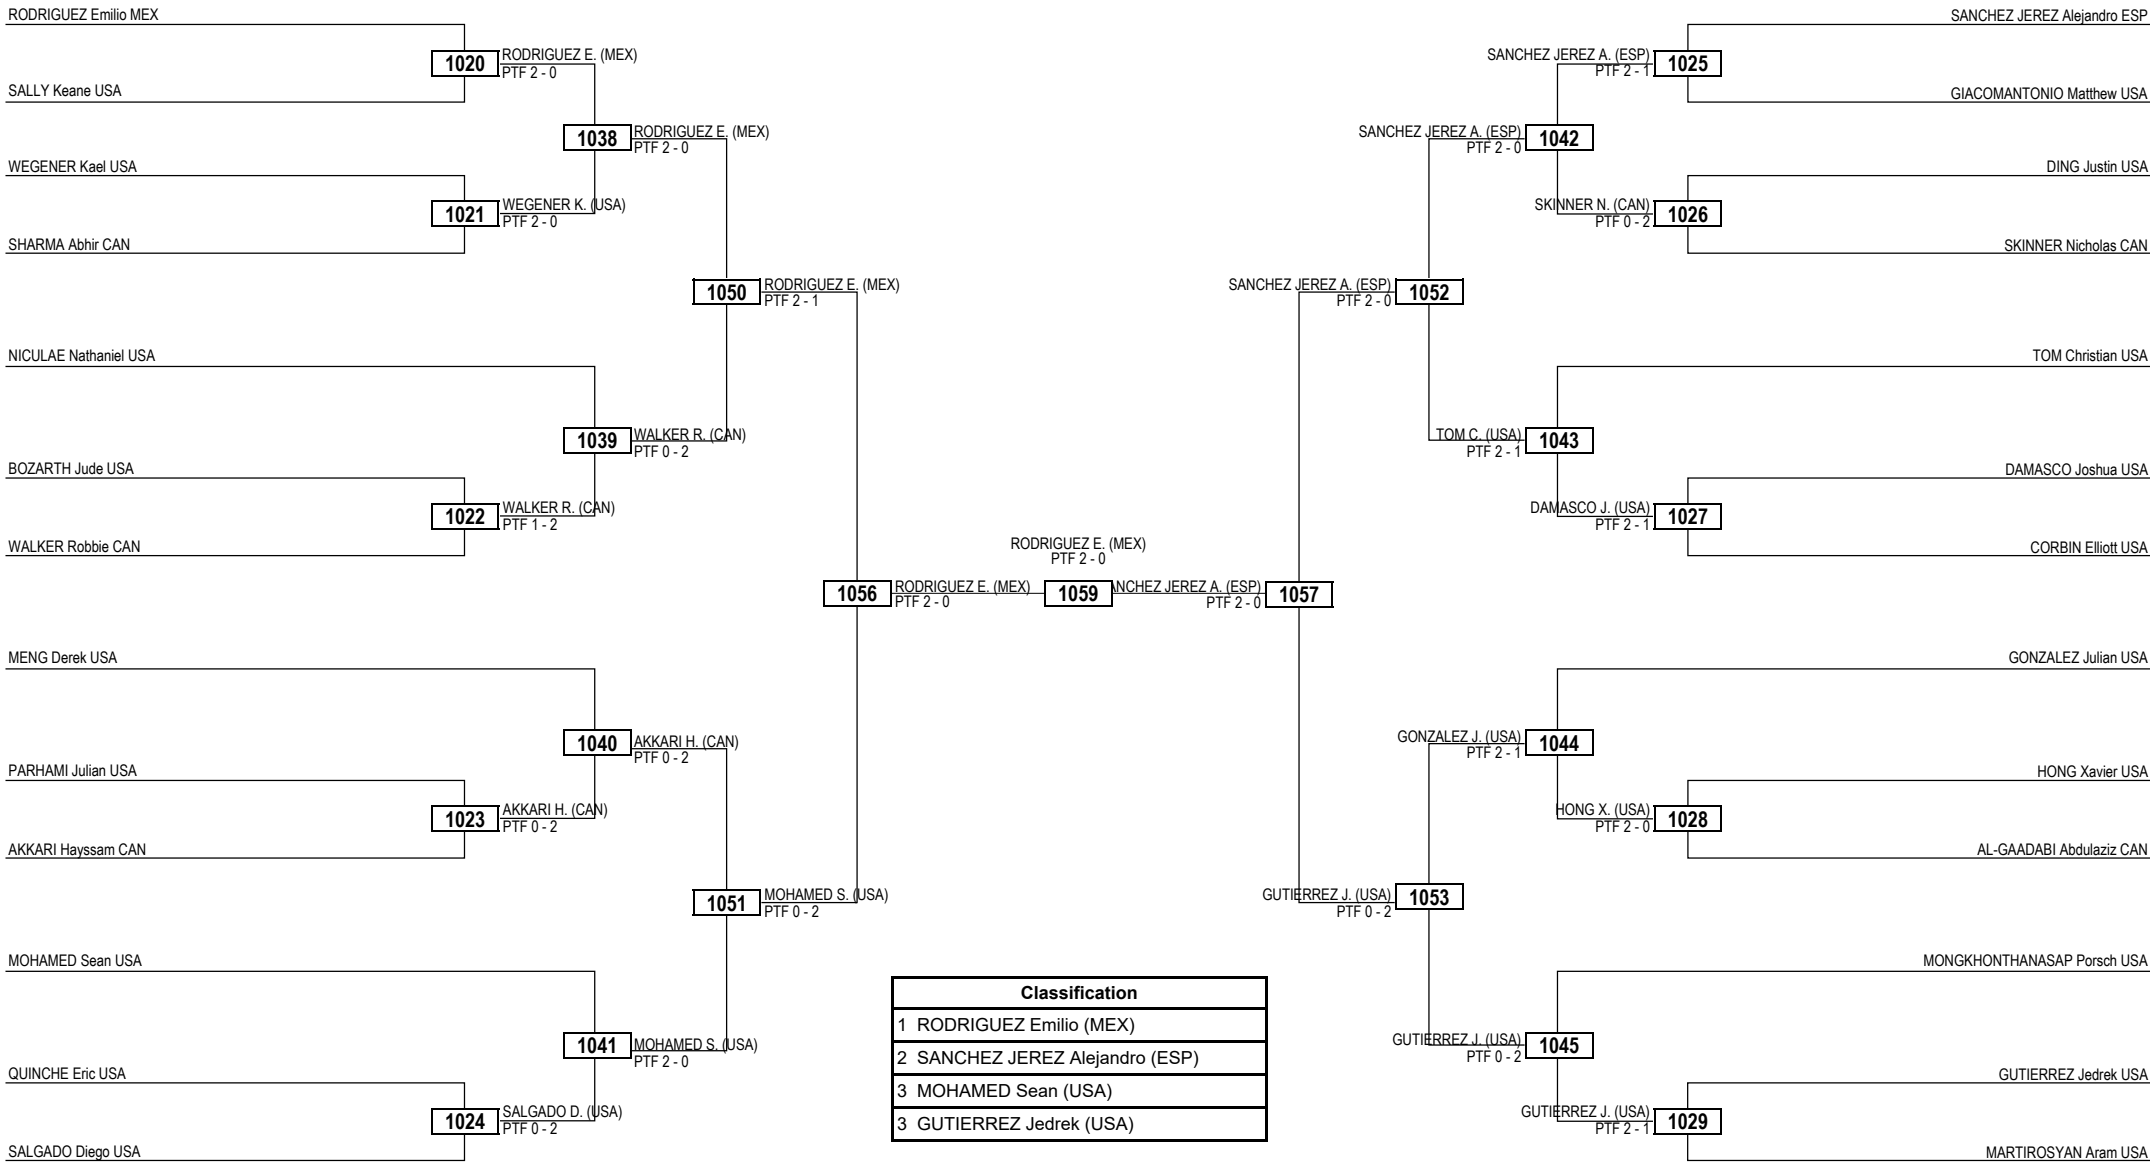 RODRIGUEZ Emilio MEX
1020
RODRIGUEZ E. (MEX)
PTF 2 - 0
SALLY Keane USA
1038
RODRIGUEZ E. (MEX)
PTF 2 - 0
WEGENER Kael USA
1021
WEGENER K. (USA)
PTF 2 - 0
SHARMA Abhir CAN
1050
RODRIGUEZ E. (MEX)
PTF 2 - 1
NICULAE Nathaniel USA
1039
WALKER R. (CAN)
PTF 0 - 2
BOZARTH Jude USA
1022
WALKER R. (CAN)
PTF 1 - 2
WALKER Robbie CAN
1056
RODRIGUEZ E. (MEX)
PTF 2 - 0
MENG Derek USA
1040
AKKARI H. (CAN)
PTF 0 - 2
PARHAMI Julian USA
1023
AKKARI H. (CAN)
PTF 0 - 2
AKKARI Hayssam CAN
1051
MOHAMED S. (USA)
PTF 0 - 2
MOHAMED Sean USA
1041
MOHAMED S. (USA)
PTF 2 - 0
QUINCHE Eric USA
1024
SALGADO D. (USA)
PTF 0 - 2
SALGADO Diego USA
RODRIGUEZ E. (MEX)
PTF 2 - 0
1059
SANCHEZ JEREZ Alejandro ESP
SANCHEZ JEREZ A. (ESP)
PTF 2 - 1
1025
GIACOMANTONIO Matthew USA
SANCHEZ JEREZ A. (ESP)
PTF 2 - 0
1042
DING Justin USA
SKINNER N. (CAN)
PTF 0 - 2
1026
SKINNER Nicholas CAN
SANCHEZ JEREZ A. (ESP)
PTF 2 - 0
1052
TOM Christian USA
TOM C. (USA)
PTF 2 - 1
1043
DAMASCO Joshua USA
DAMASCO J. (USA)
PTF 2 - 1
1027
CORBIN Elliott USA
ANCHEZ JEREZ A. (ESP)
PTF 2 - 0
1057
GONZALEZ Julian USA
GONZALEZ J. (USA)
PTF 2 - 1
1044
HONG Xavier USA
HONG X. (USA)
PTF 2 - 0
1028
AL-GAADABI Abdulaziz CAN
GUTIERREZ J. (USA)
PTF 0 - 2
1053
MONGKHONTHANASAP Porsch USA
GUTIERREZ J. (USA)
PTF 0 - 2
1045
GUTIERREZ Jedrek USA
GUTIERREZ J. (USA)
PTF 2 - 1
1029
MARTIROSYAN Aram USA
Classification
1 RODRIGUEZ Emilio (MEX)
2 SANCHEZ JEREZ Alejandro (ESP)
3 MOHAMED Sean (USA)
3 GUTIERREZ Jedrek (USA)